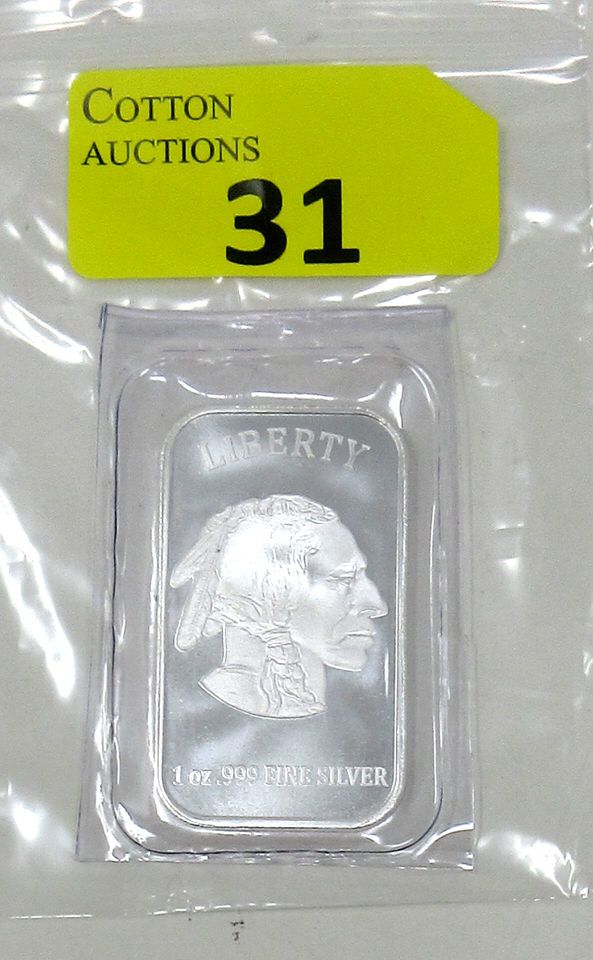 COTTON
AUCTIONS
31
LIBERTY
1 oz .999 FINE SILVER